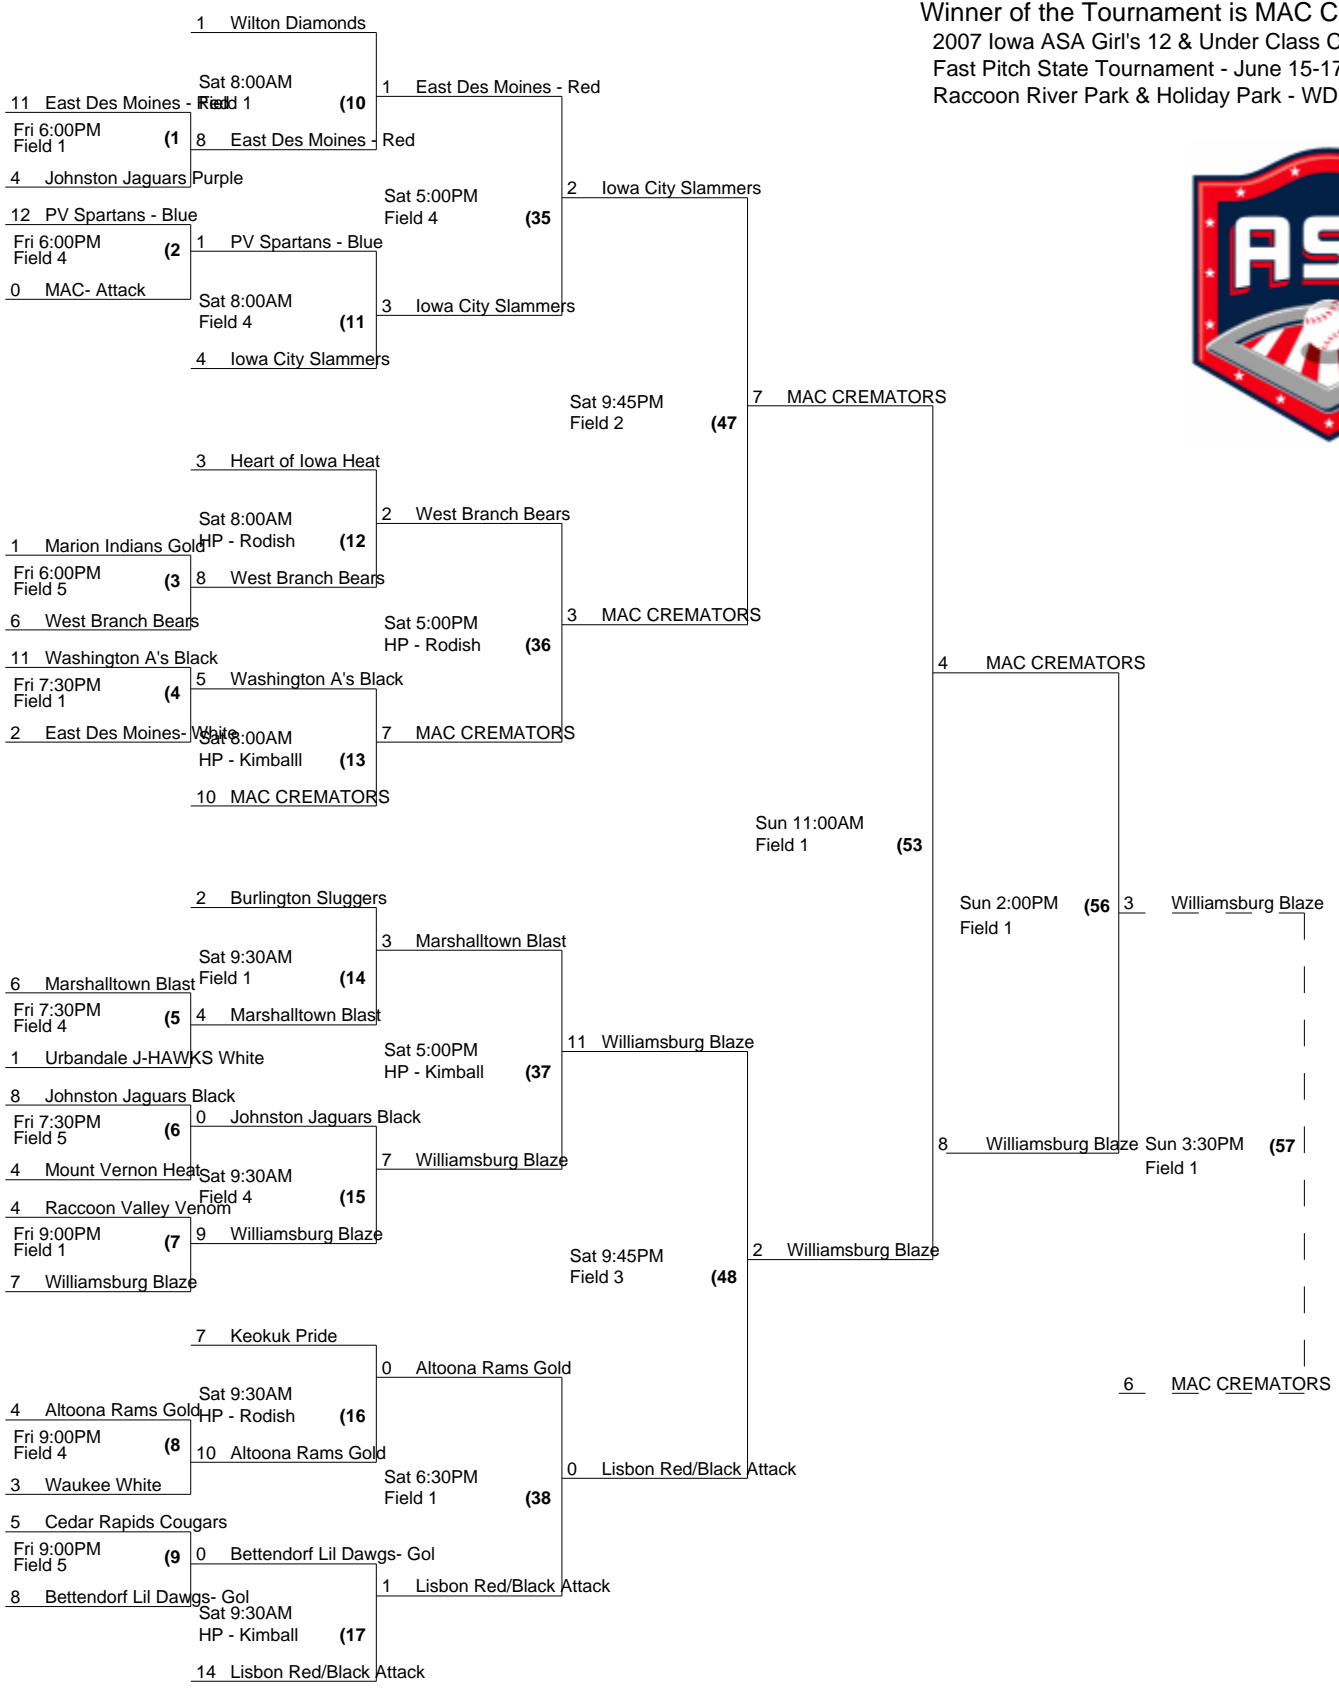 Winner of the Tournament is MAC C
2007 Iowa ASA Girl's 12 & Under Class C
Fast Pitch State Tournament - June 15-17
Raccoon River Park & Holiday Park - WD
AS
1 Wilton Diamonds
Sat 8:00AM
Field 1 (10
1 East Des Moines - Red
11 East Des Moines - Red
Fri 6:00PM
Field 1 (1
8 East Des Moines - Red
4 Johnston Jaguars Purple
Sat 5:00PM
Field 4 (35
2 Iowa City Slammers
12 PV Spartans - Blue
Fri 6:00PM
Field 4 (2
1 PV Spartans - Blue
0 MAC- Attack
Sat 8:00AM
Field 4 (11
3 Iowa City Slammers
4 Iowa City Slammers
Sat 9:45PM
Field 2 (47
7 MAC CREMATORS
3 Heart of Iowa Heat
Sat 8:00AM
HP - Rodish (12
2 West Branch Bears
1 Marion Indians Gold
Fri 6:00PM
Field 5 (3
8 West Branch Bears
6 West Branch Bears
Sat 5:00PM
HP - Rodish (36
3 MAC CREMATORS
11 Washington A's Black
Fri 7:30PM
Field 1 (4
5 Washington A's Black
2 East Des Moines- White
Sat 8:00AM
HP - Kimballl (13
7 MAC CREMATORS
10 MAC CREMATORS
4 MAC CREMATORS
Sun 11:00AM
Field 1 (53
2 Burlington Sluggers
Sat 9:30AM
Field 1 (14
3 Marshalltown Blast
Sun 2:00PM (56
Field 1
3 Williamsburg Blaze
6 Marshalltown Blast
Fri 7:30PM
Field 4 (5
4 Marshalltown Blast
1 Urbandale J-HAWKS White
Sat 5:00PM
HP - Kimball (37
11 Williamsburg Blaze
8 Johnston Jaguars Black
Fri 7:30PM
Field 5 (6
0 Johnston Jaguars Black
4 Mount Vernon Heat
Sat 9:30AM
Field 4 (15
7 Williamsburg Blaze
8 Williamsburg Blaze
Sun 3:30PM (57
Field 1
4 Raccoon Valley Venom
Fri 9:00PM
Field 1 (7
9 Williamsburg Blaze
7 Williamsburg Blaze
Sat 9:45PM
Field 3 (48
2 Williamsburg Blaze
7 Keokuk Pride
Sat 9:30AM
HP - Rodish (16
0 Altoona Rams Gold
6 MAC CREMATORS
4 Altoona Rams Gold
Fri 9:00PM
Field 4 (8
10 Altoona Rams Gold
3 Waukee White
Sat 6:30PM
Field 1 (38
0 Lisbon Red/Black Attack
5 Cedar Rapids Cougars
Fri 9:00PM
Field 5 (9
0 Bettendorf Lil Dawgs- Gol
8 Bettendorf Lil Dawgs- Gol
Sat 9:30AM
HP - Kimball (17
1 Lisbon Red/Black Attack
14 Lisbon Red/Black Attack